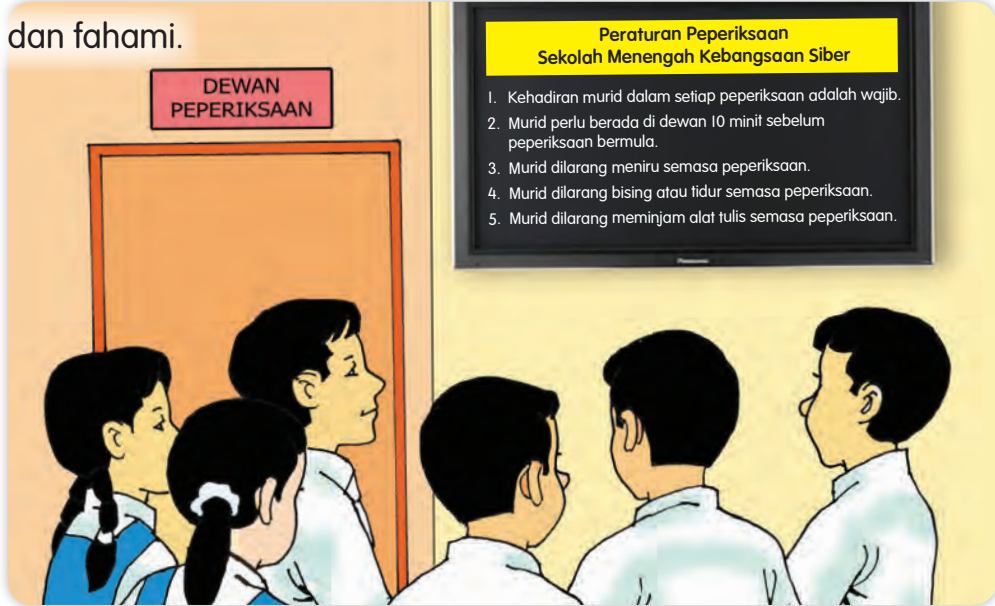 dan fahami.
DEWAN
PEPERIKSAAN
Peraturan Peperiksaan
Sekolah Menengah Kebangsaan Siber
1. Kehadiran murid dalam setiap peperiksaan adalah wajib.
2. Murid perlu berada di dewan 10 minit sebelum
peperiksaan bermula.
3. Murid dilarang meniru semasa peperiksaan.
4. Murid dilarang bising atau tidur semasa peperiksaan.
5. Murid dilarang meminjam alat tulis semasa peperiksaan.
Panasonic